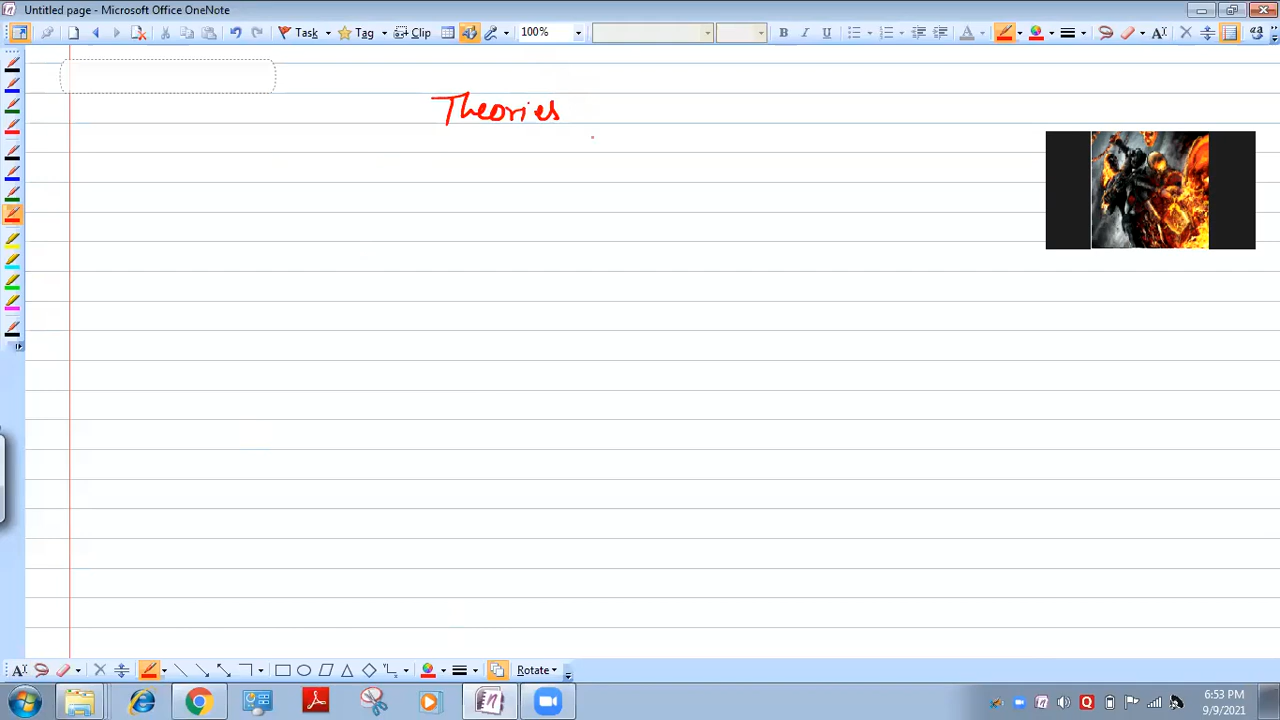 Untitled page - Microsoft Office OneNote
Task Tag Clip 100% B I U
Theories
Rotate
6:53 PM
9/9/2021